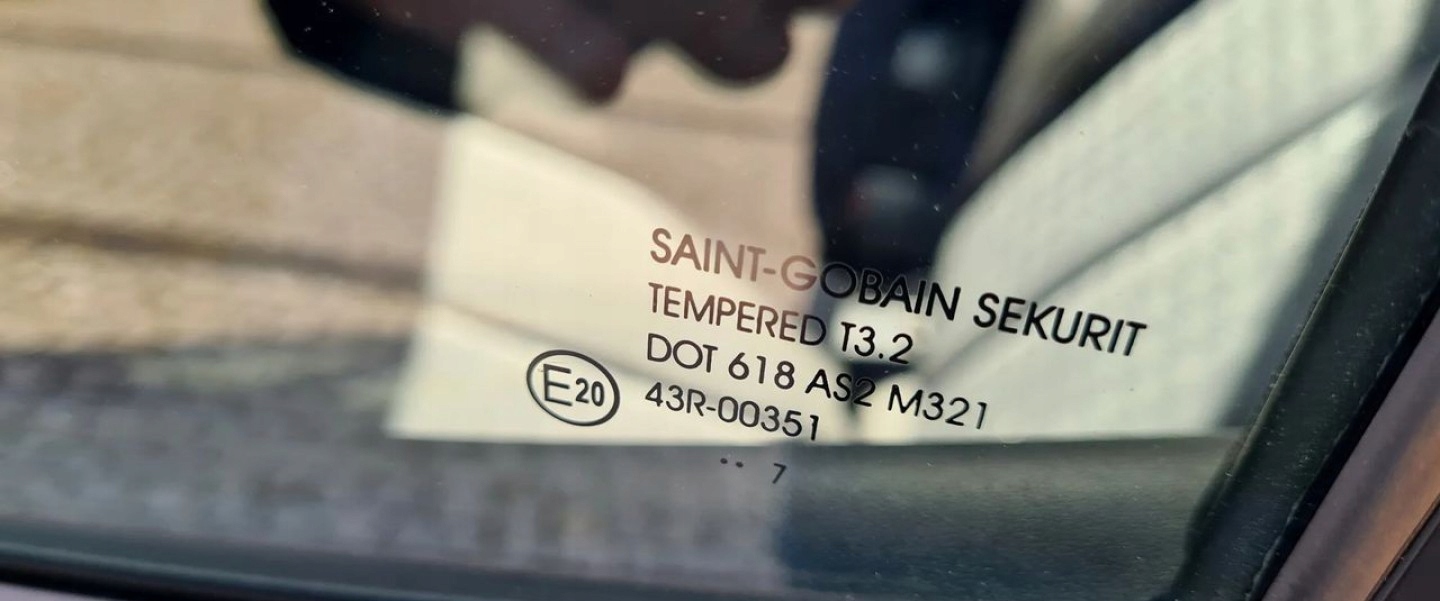 SAINT-GOBAIN SEKURIT
TEMPERED T3.2
DOT 618 AS2 M321
E20 43R-00351
•• 7